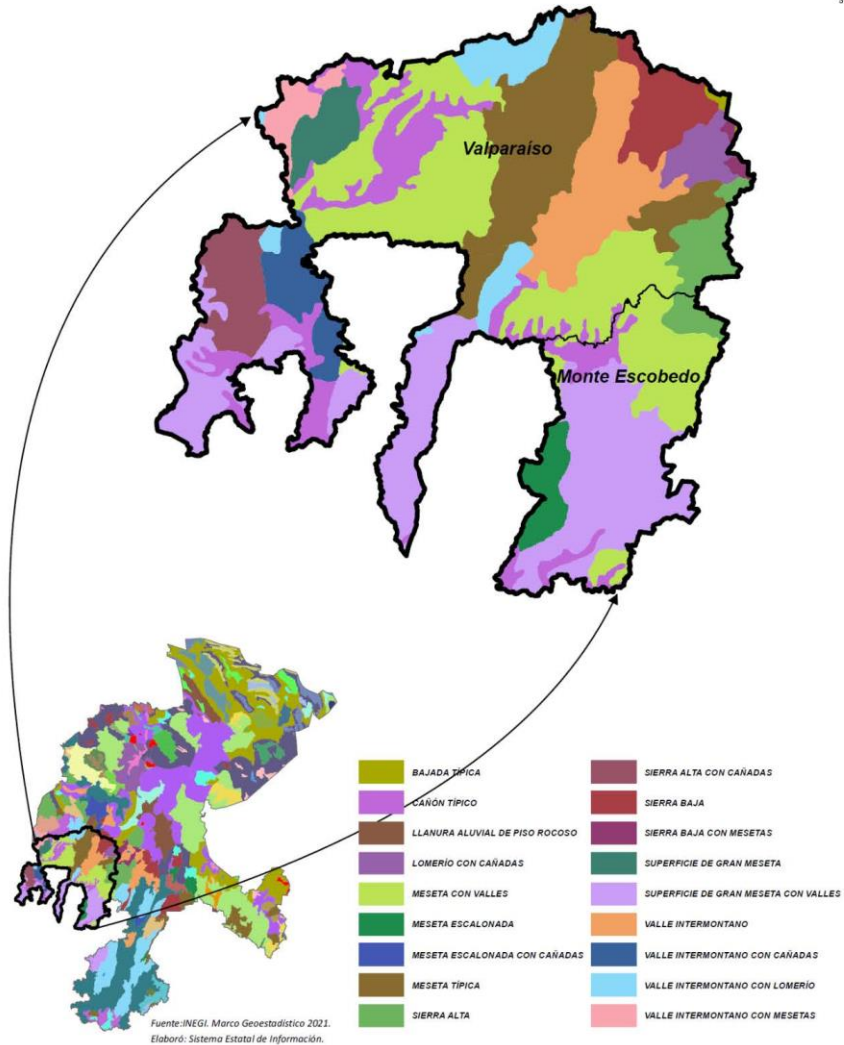 Valparaíso
Monte Escobedo
BAJADA TÍPICA
CAÑÓN TÍPICO
LLANURA ALUVIAL DE PISO ROCOSO
LOMERÍO CON CAÑADAS
MESETA CON VALLES
MESETA ESCALONADA
MESETA ESCALONADA CON CAÑADAS
MESETA TÍPICA
SIERRA ALTA
SIERRA ALTA CON CAÑADAS
SIERRA BAJA
SIERRA BAJA CON MESETAS
SUPERFICIE DE GRAN MESETA
SUPERFICIE DE GRAN MESETA CON VALLES
VALLE INTERMONTANO
VALLE INTERMONTANO CON CAÑADAS
VALLE INTERMONTANO CON LOMERÍO
VALLE INTERMONTANO CON MESETAS
Fuente:INEGI. Marco Geoestadístico 2021.
Elaboró: Sistema Estatal de Información.